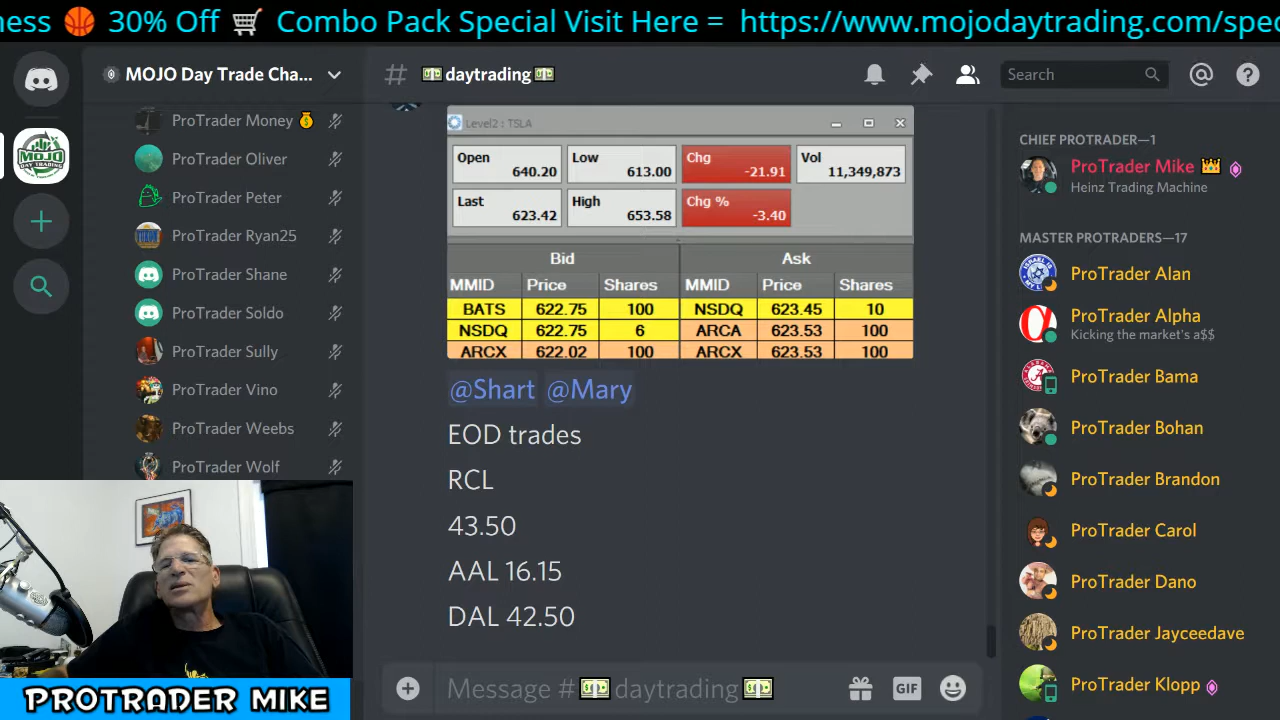 ness 🏀 30% Off 🛒 Combo Pack Special Visit Here = https://www.mojodaytrading.com/spec
MOJO Day Trade Cha...
ProTrader Money 💰
ProTrader Oliver
ProTrader Peter
ProTrader Ryan25
ProTrader Shane
ProTrader Soldo
ProTrader Sully
ProTrader Vino
ProTrader Weebs
ProTrader Wolf
MOJO
DAY TRADING
PROTRADER MIKE
# 💵daytrading💵
Search
Level2 : TSLA
Open 640.20 Low 613.00 Chg -21.91 Vol 11,349,873
Last 623.42 High 653.58 Chg % -3.40
Bid Ask
MMID Price Shares MMID Price Shares
BATS 622.75 100 NSDQ 623.45 10
NSDQ 622.75 6 ARCA 623.53 100
ARCX 622.02 100 ARCX 623.53 100
@Shart @Mary
EOD trades
RCL
43.50
AAL 16.15
DAL 42.50
Message #💵daytrading💵
GIF
CHIEF PROTRADER—1
ProTrader Mike 👑
Heinz Trading Machine
MASTER PROTRADERS—17
ProTrader Alan
ProTrader Alpha
Kicking the market's a$$
ProTrader Bama
ProTrader Bohan
ProTrader Brandon
ProTrader Carol
ProTrader Dano
ProTrader Jayceedave
ProTrader Klopp